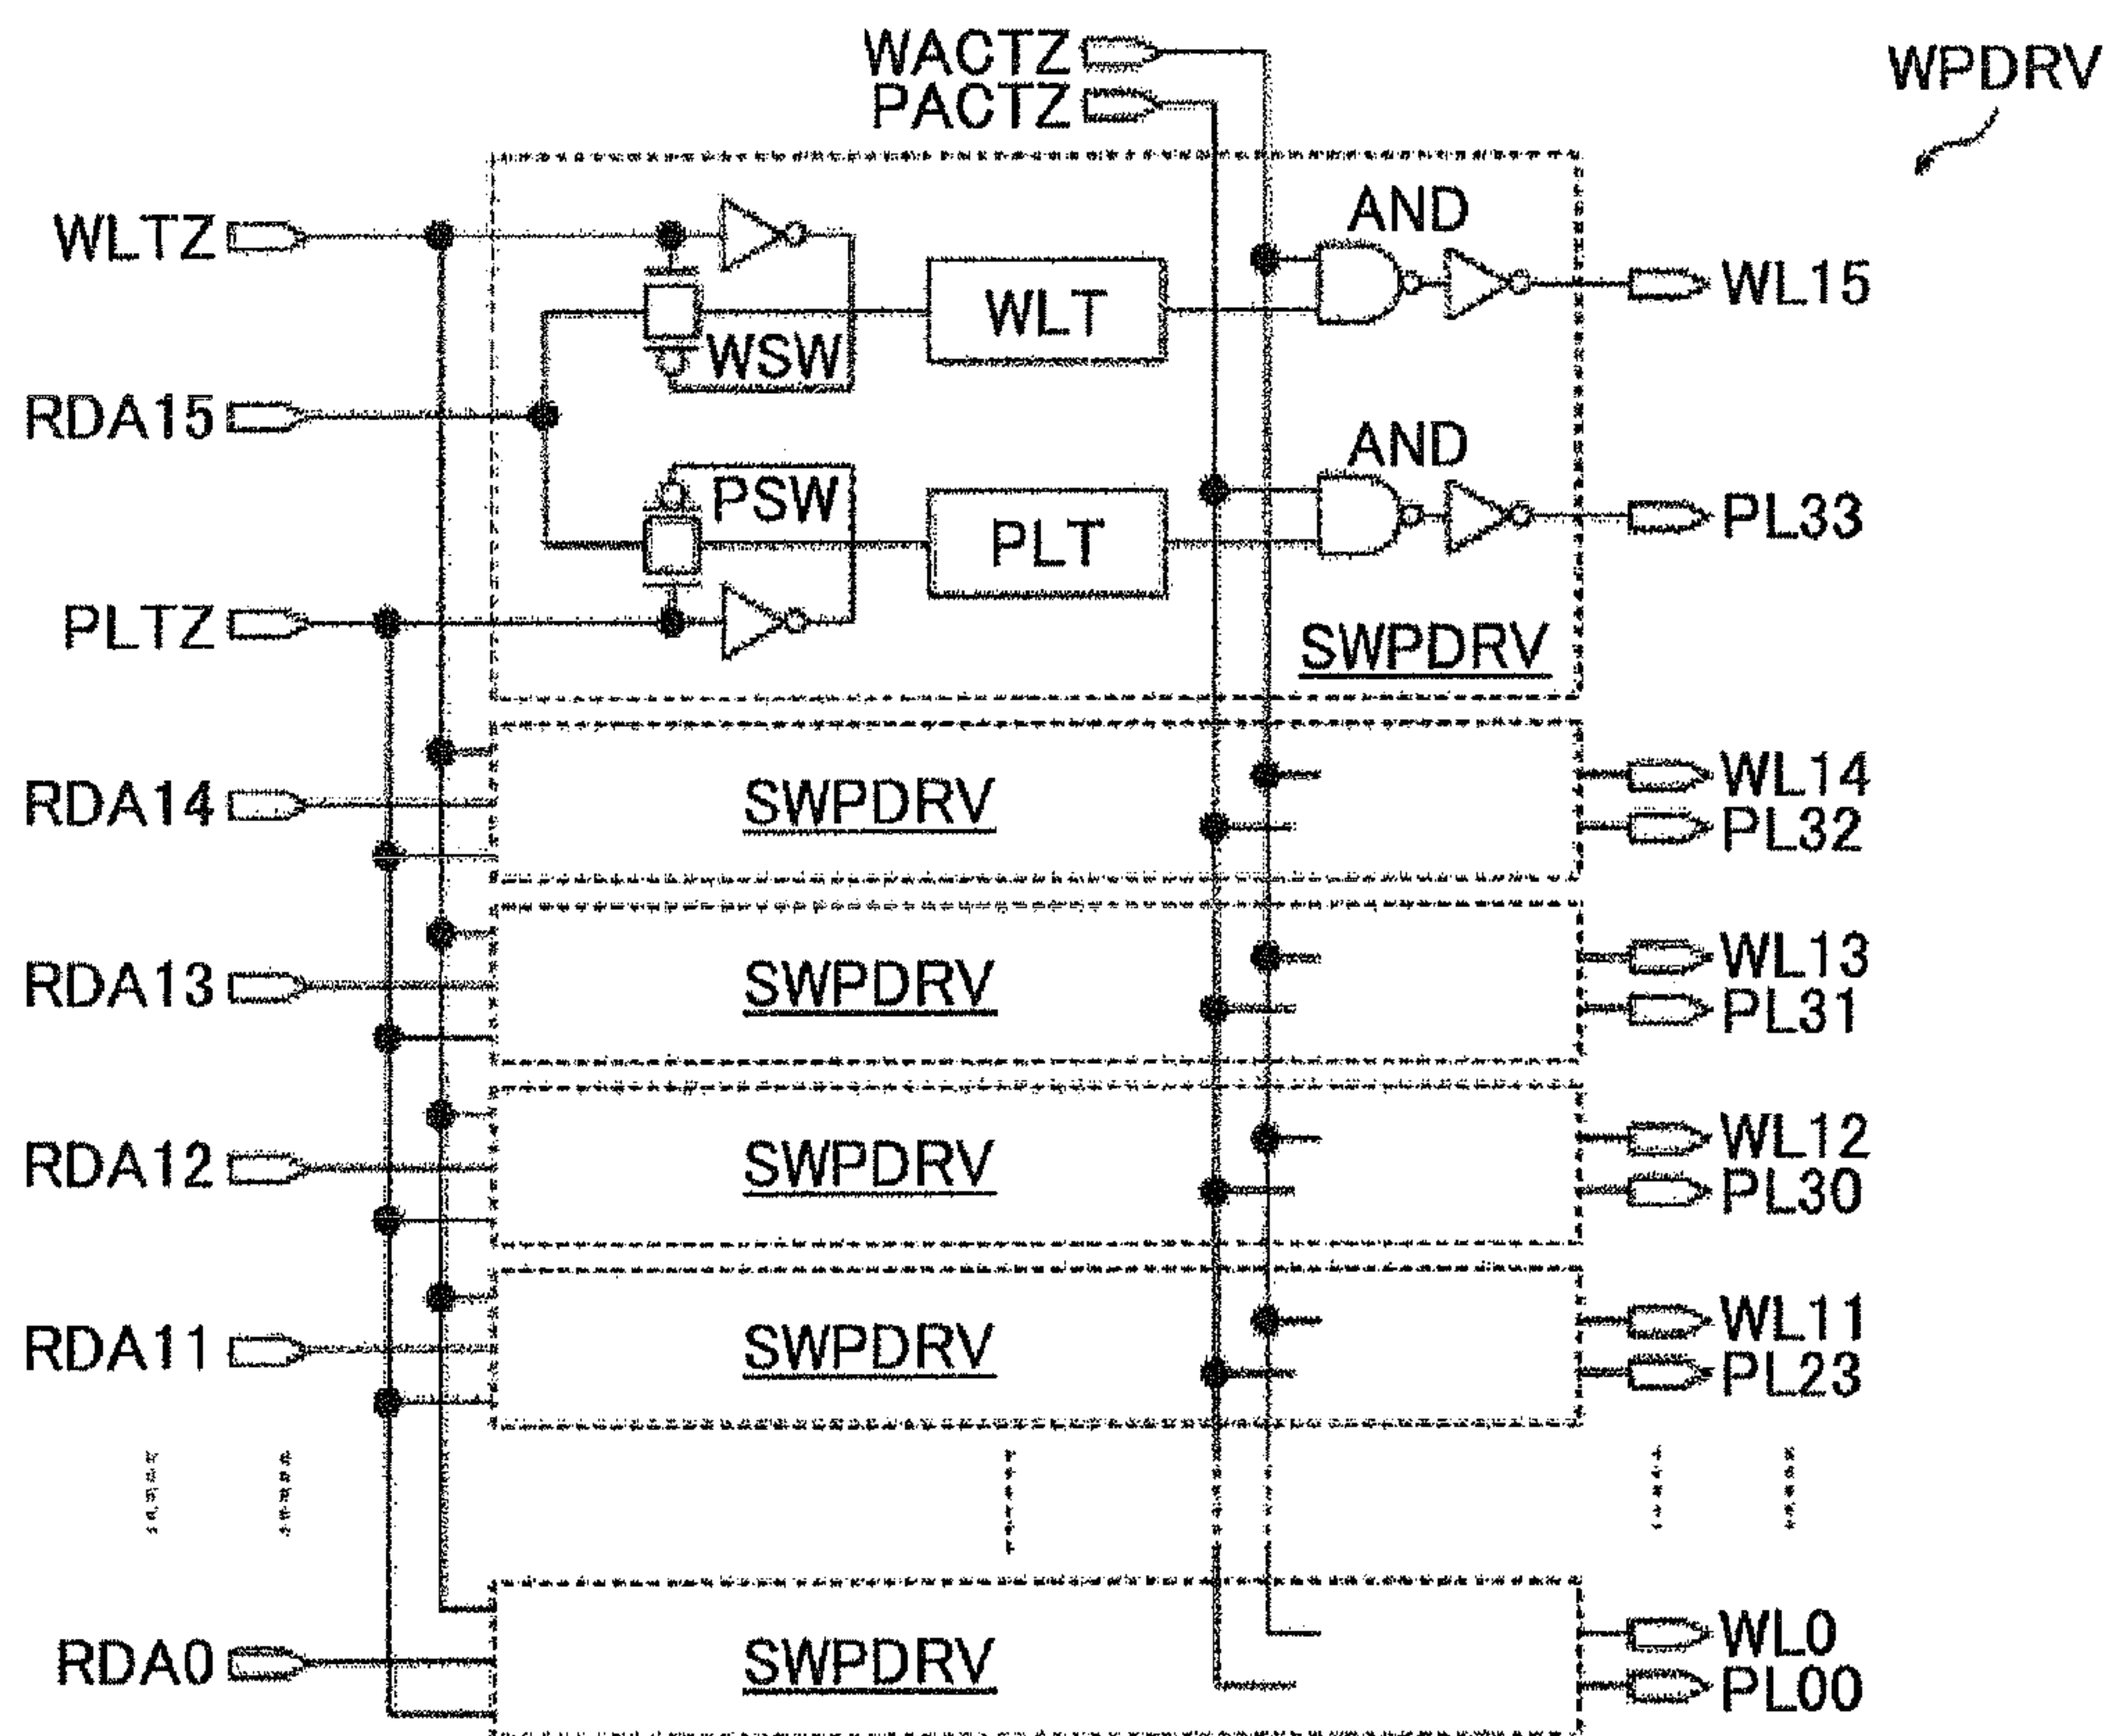 WACTZ
PACTZ
WPDRV
WLTZ
AND
WL15
WLT
WSW
RDA15
AND
PSW
PL33
PLT
PLTZ
SWPDRV
RDA14
SWPDRV
WL14
PL32
RDA13
SWPDRV
WL13
PL31
RDA12
SWPDRV
WL12
PL30
RDA11
SWPDRV
WL11
PL23
RDA0
SWPDRV
WL0
PL00